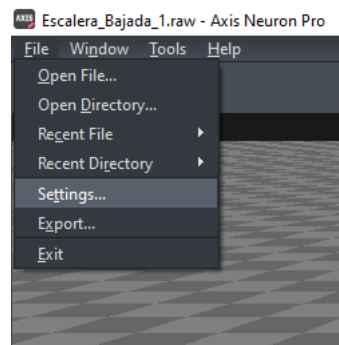 AXIS Escalera_Bajada_1.raw - Axis Neuron Pro
File Window Tools Help
Open File...
Open Directory...
Recent File
Recent Directory
Settings...
Export...
Exit